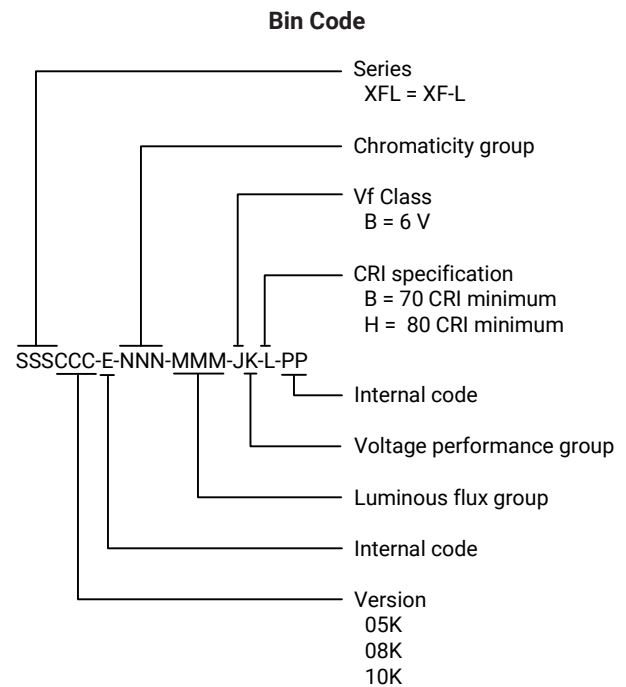 Bin Code
Series
XFL = XF-L
Chromaticity group
Vf Class
B = 6 V
CRI specification
B = 70 CRI minimum
H = 80 CRI minimum
SSSCCC-E-NNN-MMM-JK-L-PP
Internal code
Voltage performance group
Luminous flux group
Internal code
Version
05K
08K
10K